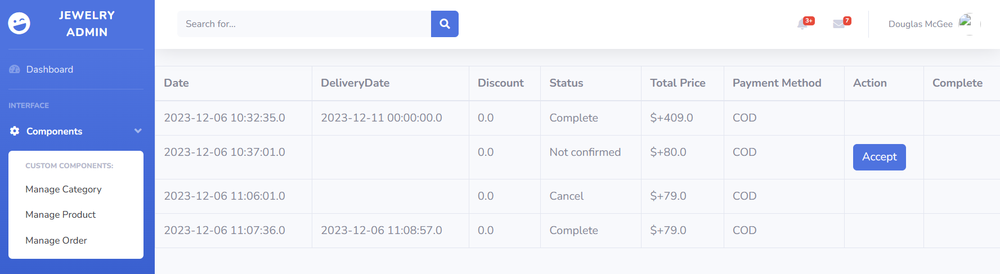 JEWELRY
ADMIN
Search for...
3+
7
Douglas McGee
Dashboard
INTERFACE
Components
CUSTOM COMPONENTS:
Manage Category
Manage Product
Manage Order
Date DeliveryDate Discount Status Total Price Payment Method Action Complete
2023-12-06 10:32:35.0 2023-12-11 00:00:00.0 0.0 Complete $+409.0 COD
2023-12-06 10:37:01.0 0.0 Not confirmed $+80.0 COD Accept
2023-12-06 11:06:01.0 0.0 Cancel $+79.0 COD
2023-12-06 11:07:36.0 2023-12-06 11:08:57.0 0.0 Complete $+79.0 COD